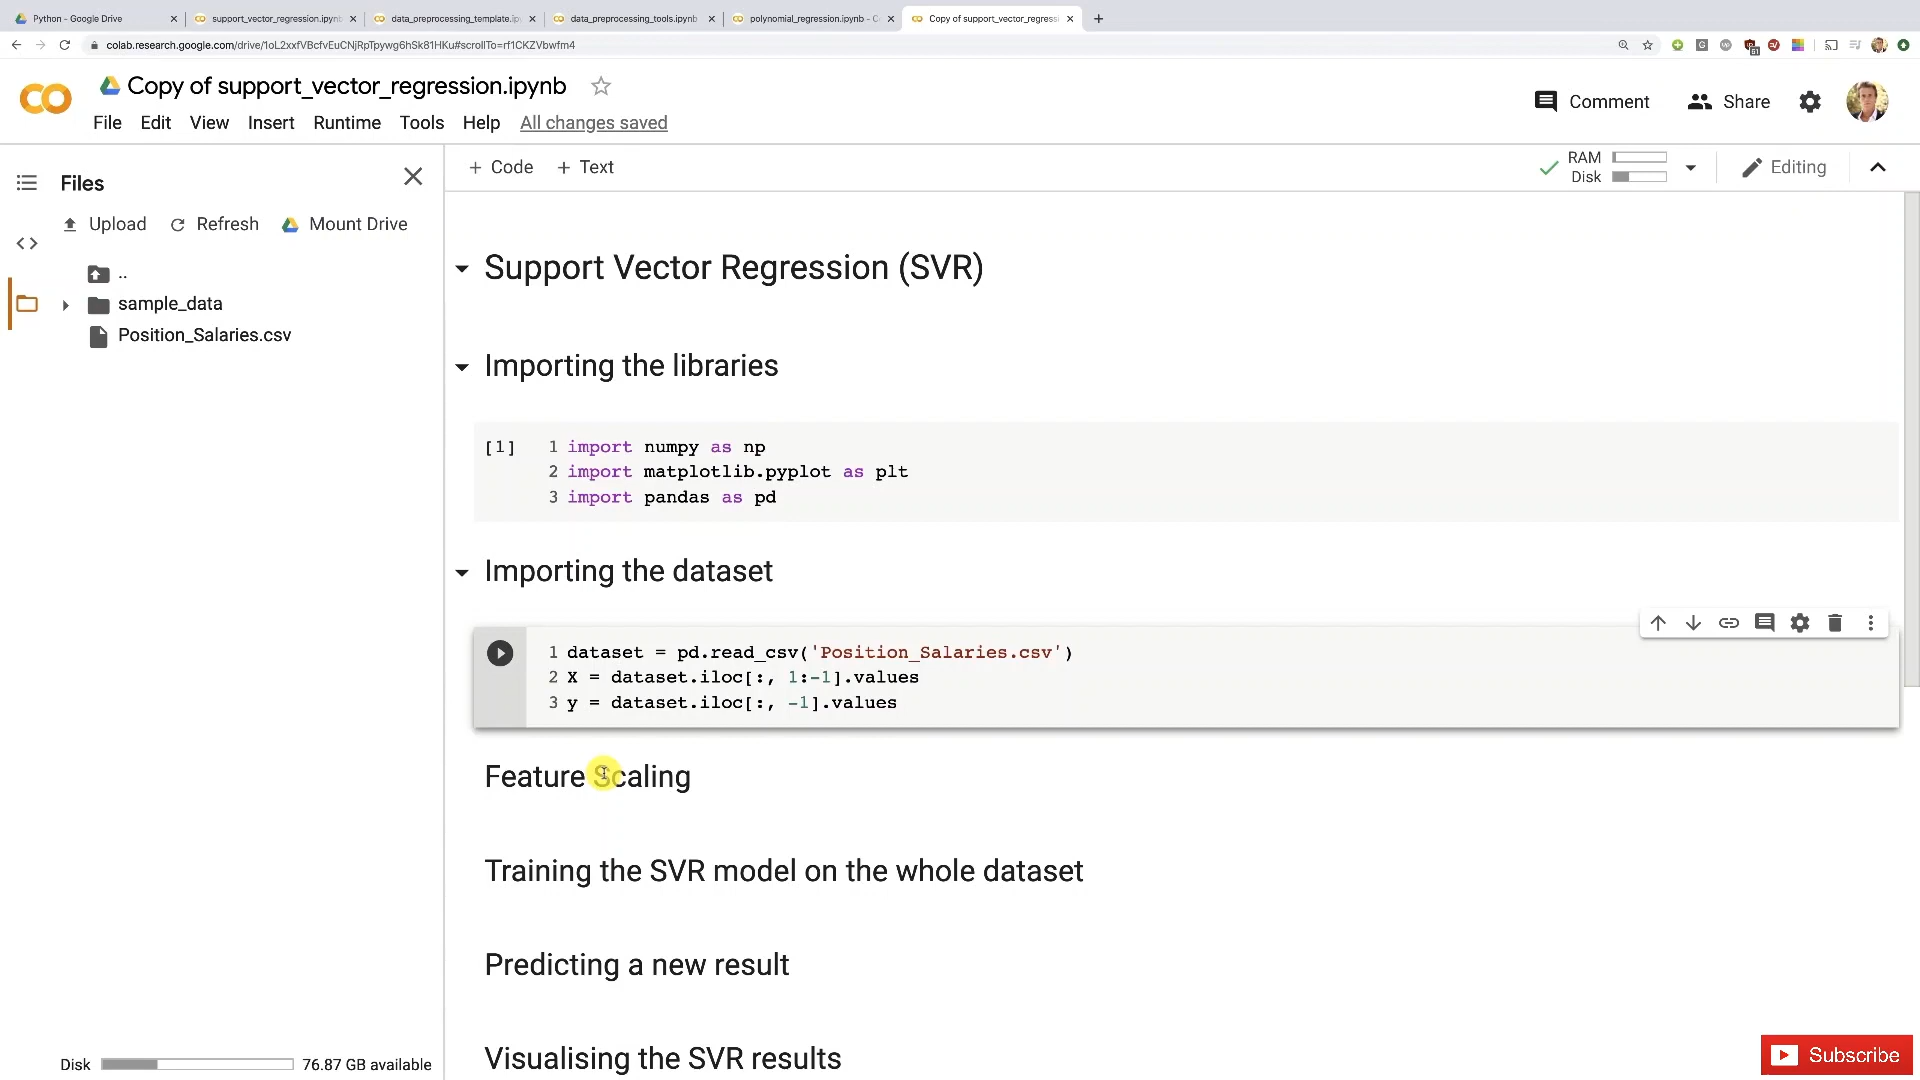 Python - Google Drive
support_vector_regression.ipynb
data_preprocessing_template.ip
data_preprocessing_tools.ipynb
polynomial_regression.ipynb - C
Copy of support_vector_regress
colab.research.google.com/drive/1oL2xxfVBcfvEuCNjRpTpywg6hSk81HKu#scrollTo=rf1CKZVbwfm4
CO
Copy of support_vector_regression.ipynb
File Edit View Insert Runtime Tools Help All changes saved
Comment Share
Files
Upload Refresh Mount Drive
..
sample_data
Position_Salaries.csv
Disk 76.87 GB available
+ Code + Text
RAM
Disk
Editing
Support Vector Regression (SVR)
Importing the libraries
[1] 1 import numpy as np
2 import matplotlib.pyplot as plt
3 import pandas as pd
Importing the dataset
1 dataset = pd.read_csv('Position_Salaries.csv')
2 X = dataset.iloc[:, 1:-1].values
3 y = dataset.iloc[:, -1].values
Feature Scaling
Training the SVR model on the whole dataset
Predicting a new result
Visualising the SVR results
Subscribe